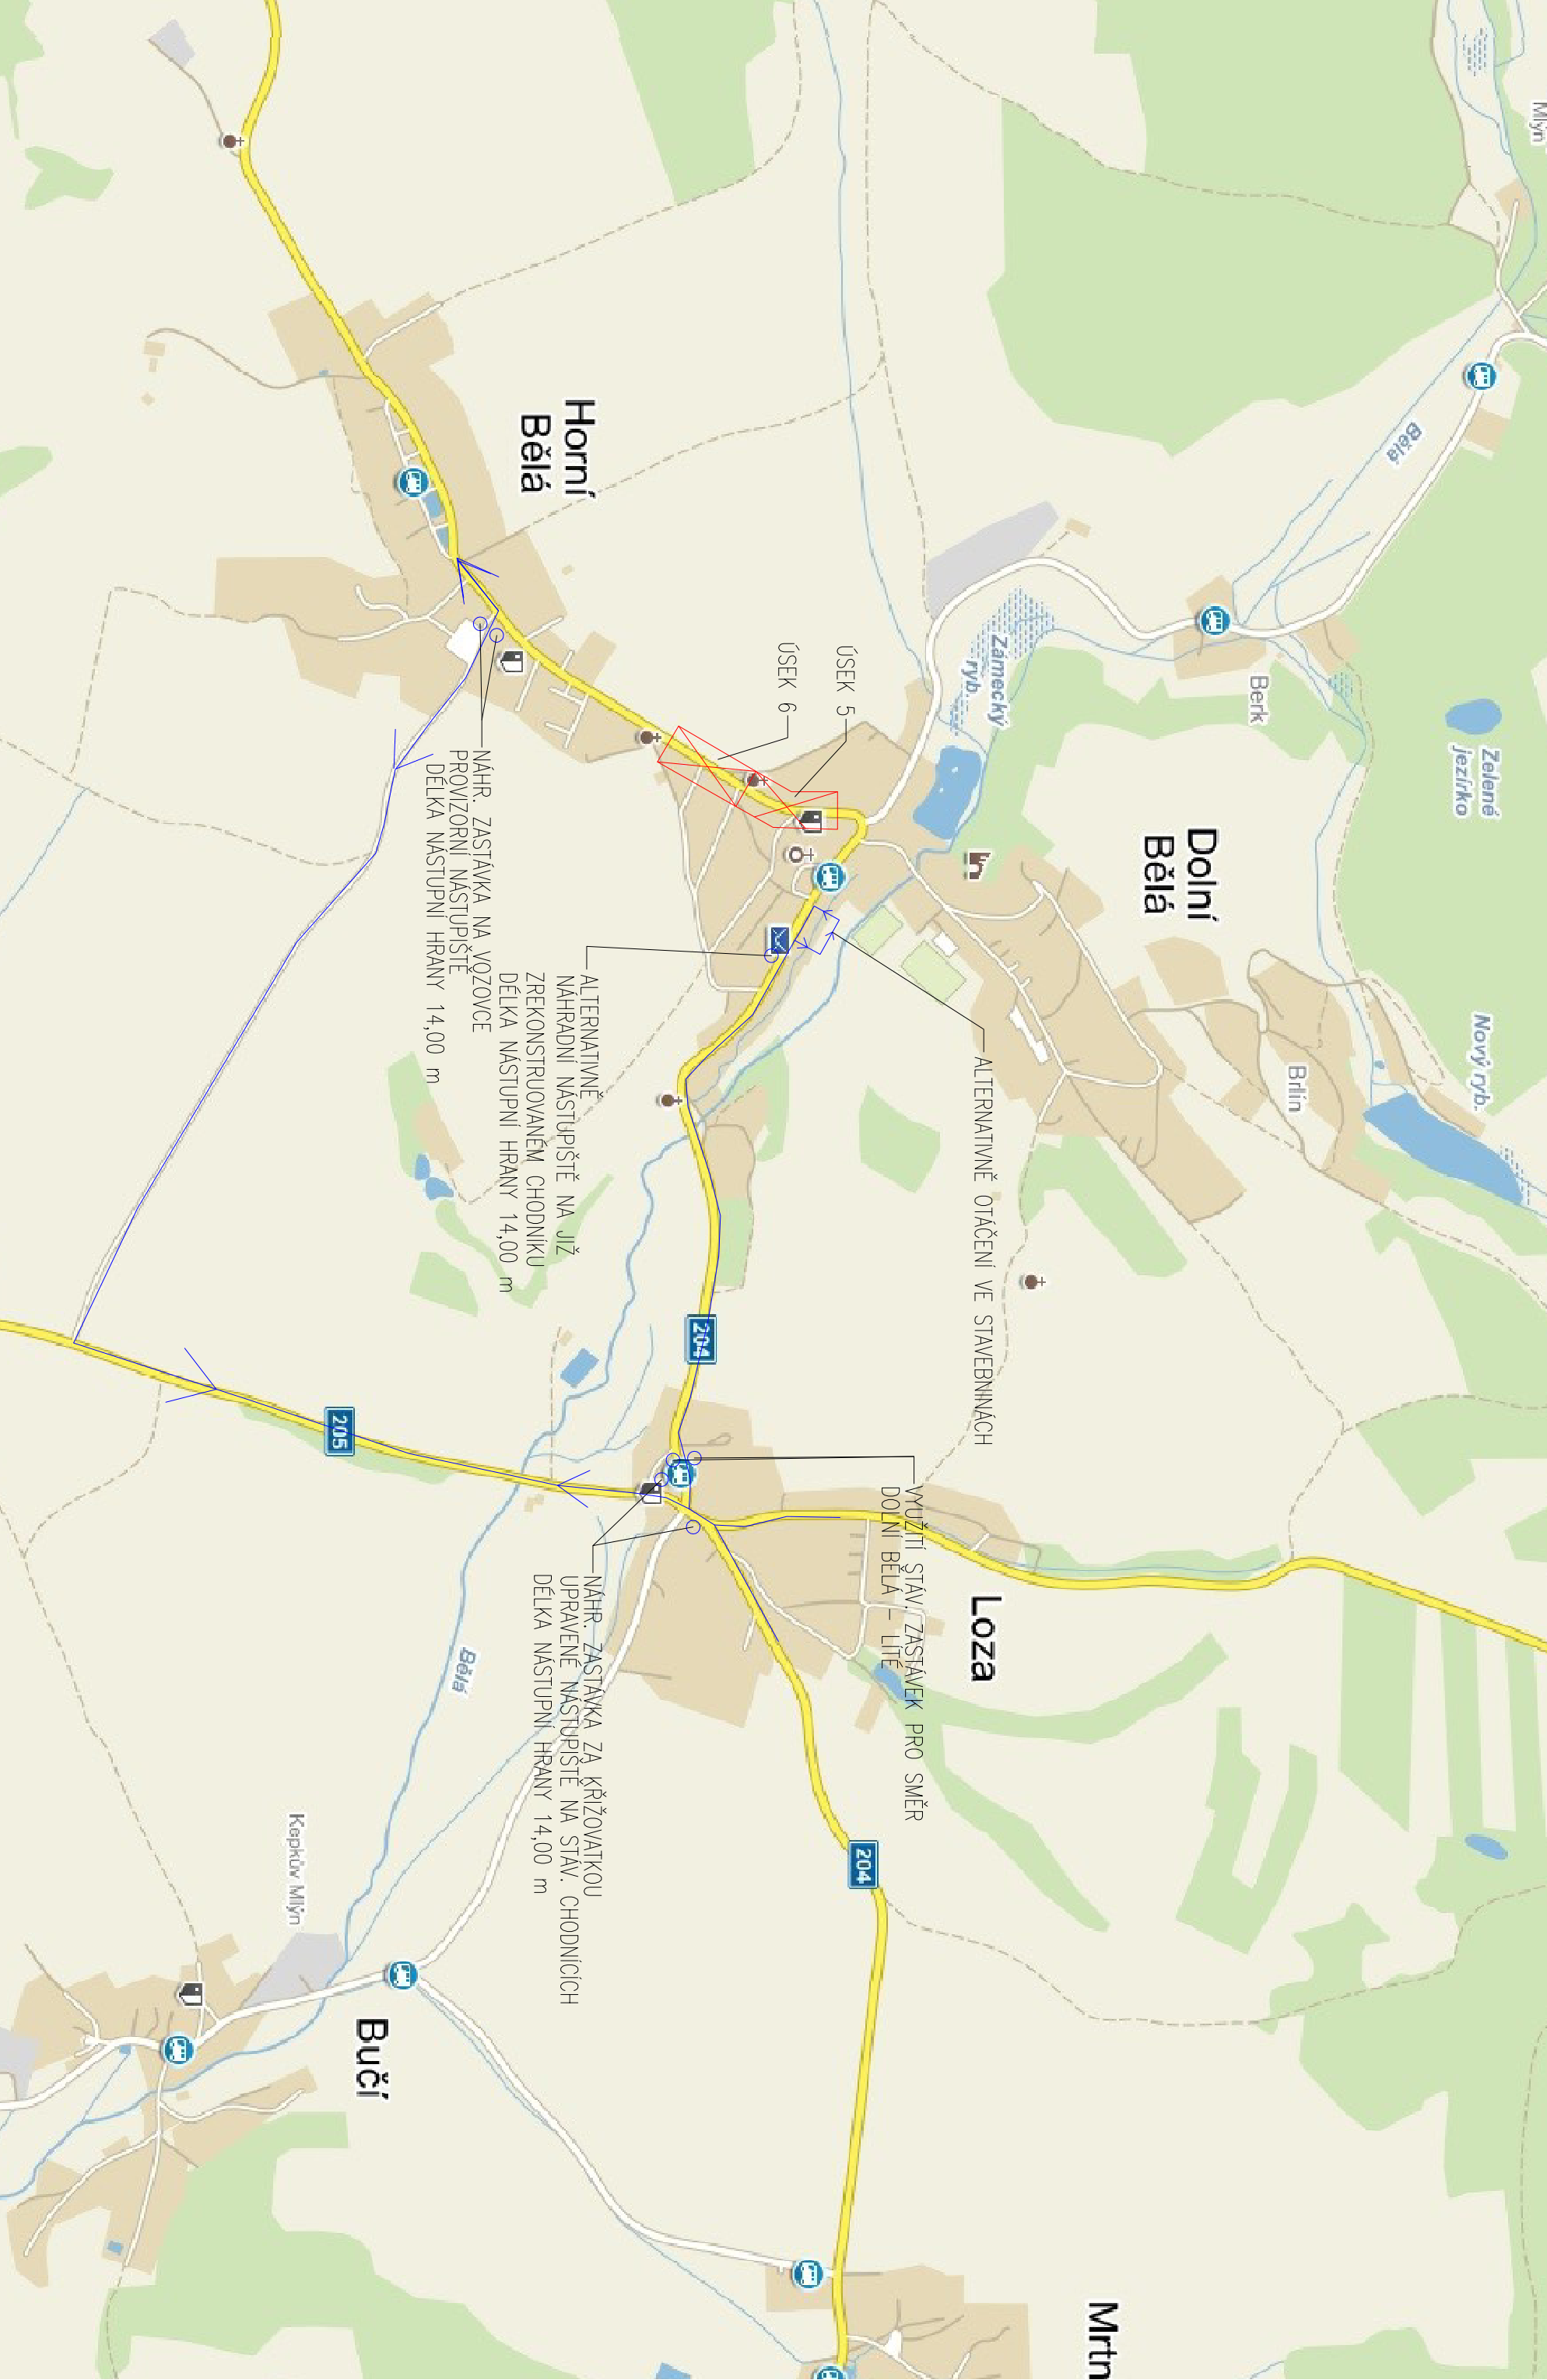 Mlýn
Bělá
Zelené
jezírko
Berk
Zámecký
ryb.
Dolní
Bělá
Nový ryb.
Brlín
Horní
Bělá
ÚSEK 5
ÚSEK 6
ALTERNATIVNĚ OTÁČENÍ VE STAVEBNINÁCH
NÁHR. ZASTÁVKA NA VOZOVCE
PROVIZORNÍ NÁSTUPIŠTĚ
DÉLKA NÁSTUPNÍ HRANY 14,00 m
ALTERNATIVNĚ
NÁHRADNÍ NÁSTUPIŠTĚ NA JIŽ
ZREKONSTRUOVANÉM CHODNÍKU
DÉLKA NÁSTUPNÍ HRANY 14,00 m
204
205
VYUŽITÍ STÁV. ZASTÁVEK PRO SMĚR
DOLNÍ BĚLÁ - LITÉ
Loza
NÁHR. ZASTÁVKA ZA KŘIŽOVATKOU
UPRAVENÉ NÁSTUPIŠTĚ NA STÁV. CHODNÍCÍCH
DÉLKA NÁSTUPNÍ HRANY 14,00 m
Bělá
204
Kepkův Mlýn
Bučí
Mrtn